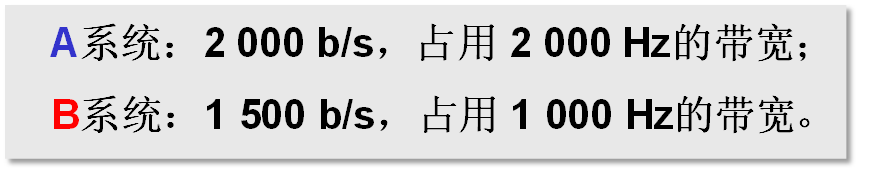 A系统：2 000 b/s，占用 2 000 Hz的带宽；
B系统：1 500 b/s，占用 1 000 Hz的带宽。